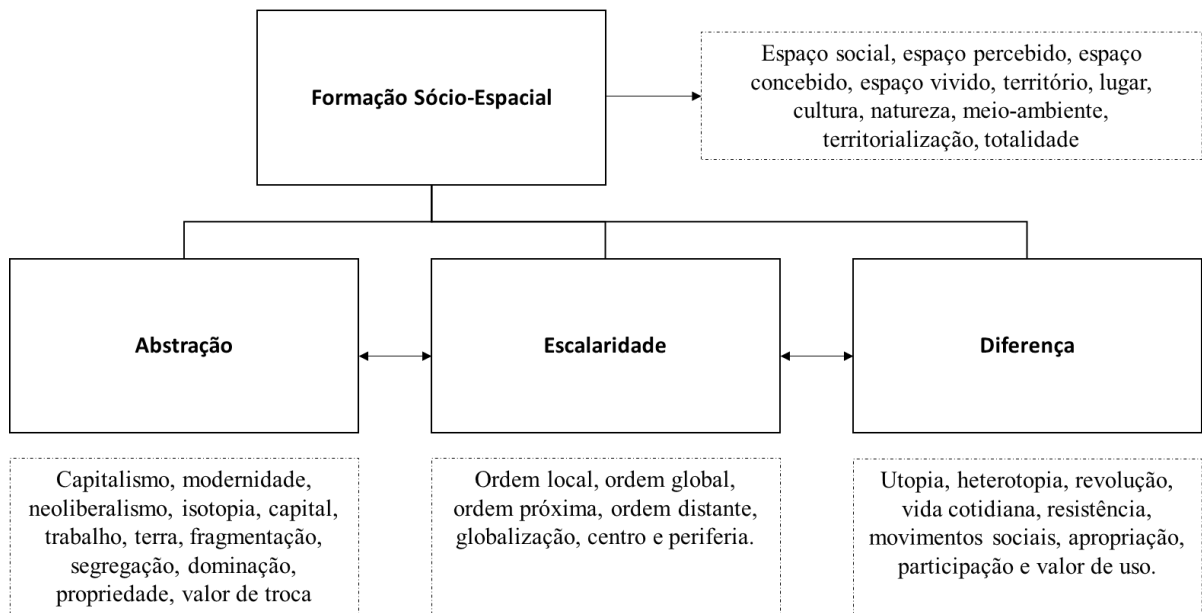 Formação Sócio-Espacial
Espaço social, espaço percebido, espaço
concebido, espaço vivido, território, lugar,
cultura, natureza, meio-ambiente,
territorialização, totalidade
Abstração
Escalaridade
Diferença
Capitalismo, modernidade,
neoliberalismo, isotopia, capital,
trabalho, terra, fragmentação,
segregação, dominação,
propriedade, valor de troca
Ordem local, ordem global,
ordem próxima, ordem distante,
globalização, centro e periferia.
Utopia, heterotopia, revolução,
vida cotidiana, resistência,
movimentos sociais, apropriação,
participação e valor de uso.